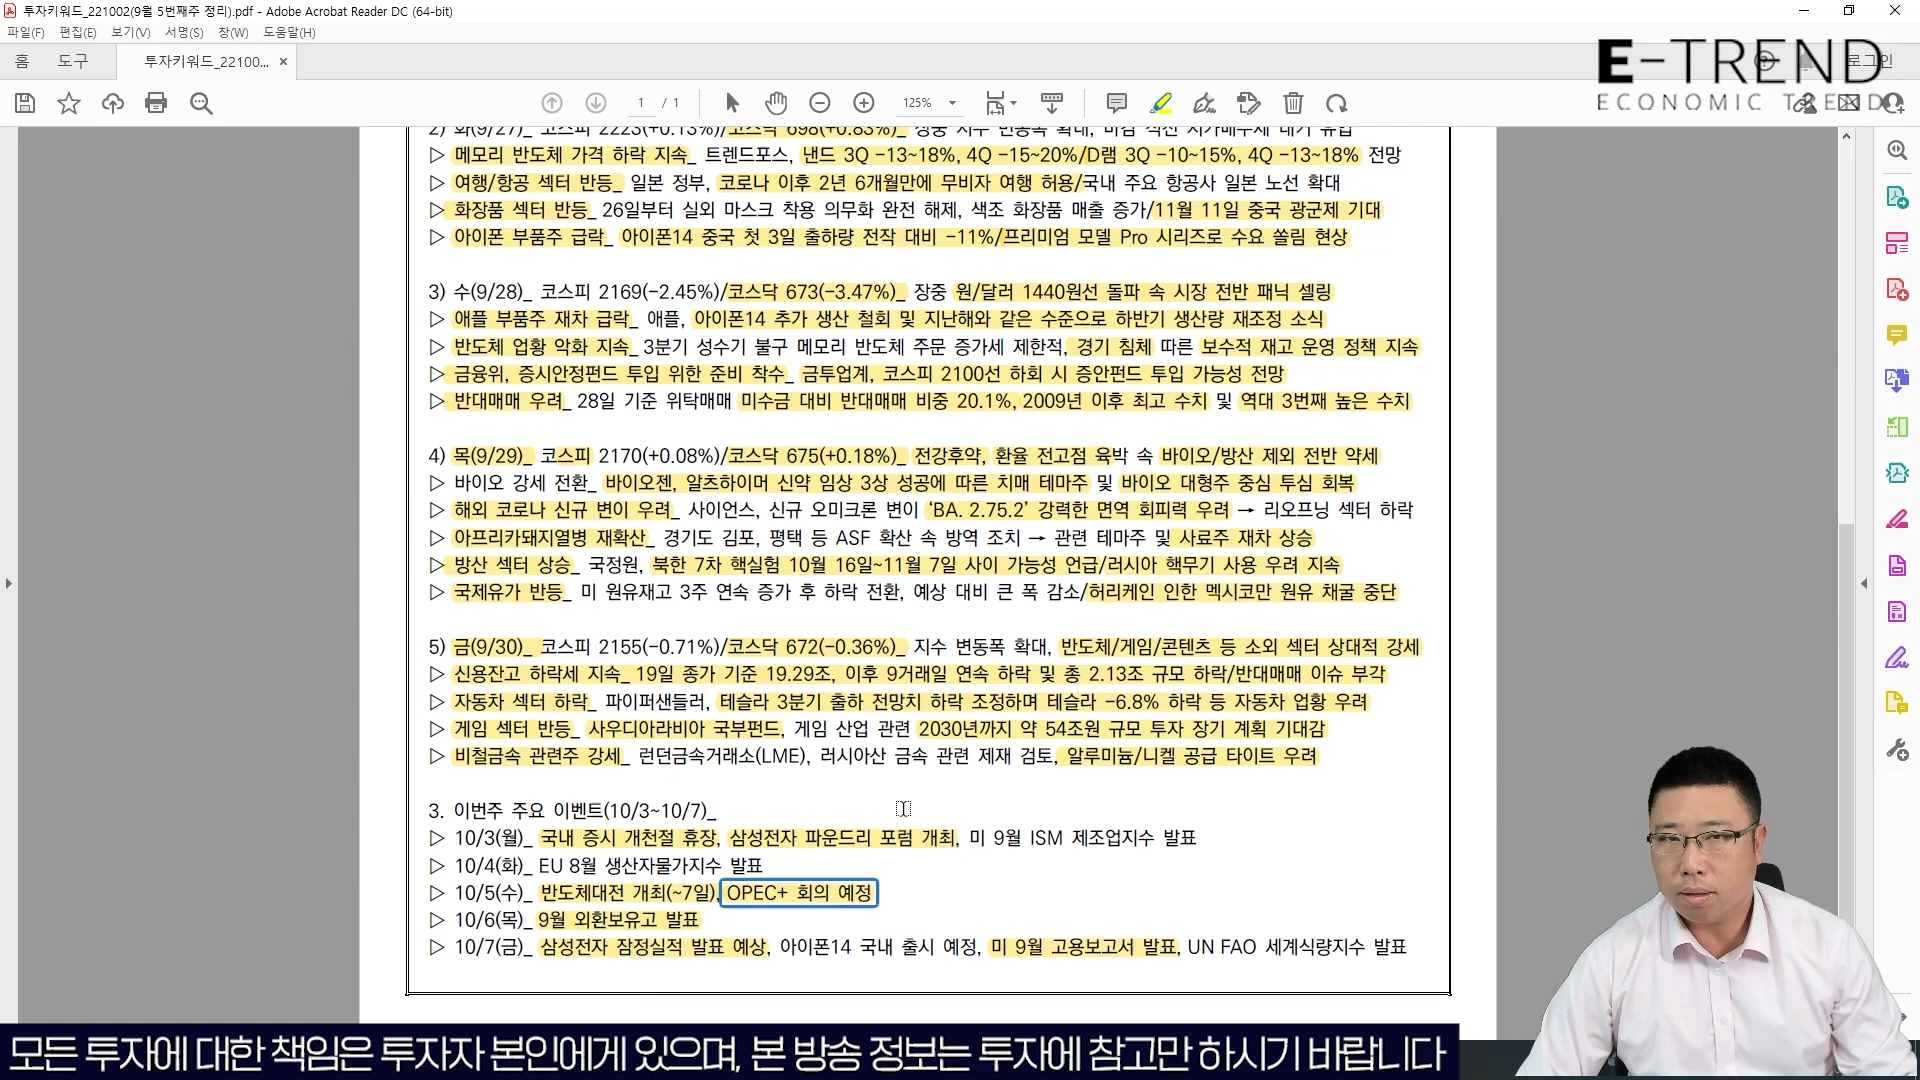 투자키워드_221002(9월 5번째주 정리).pdf - Adobe Acrobat Reader DC (64-bit)
파일(F) 편집(E) 보기(V) 서명(S) 창(W) 도움말(H)
홈 도구 투자키워드_22100... ×
로그인
E-TREND
ECONOMIC TREND
1 / 1 125%
2) 화(9/27)_ 코스피 2223(+0.13%)/코스닥 698(+0.83%)_ 장중 지수 변동폭 확대, 마감 직전 저가매수세 대거 유입
▷ 메모리 반도체 가격 하락 지속_ 트렌드포스, 낸드 3Q -13~18%, 4Q -15~20%/D램 3Q -10~15%, 4Q -13~18% 전망
▷ 여행/항공 섹터 반등_ 일본 정부, 코로나 이후 2년 6개월만에 무비자 여행 허용/국내 주요 항공사 일본 노선 확대
▷ 화장품 섹터 반등_ 26일부터 실외 마스크 착용 의무화 완전 해제, 색조 화장품 매출 증가/11월 11일 중국 광군제 기대
▷ 아이폰 부품주 급락_ 아이폰14 중국 첫 3일 출하량 전작 대비 -11%/프리미엄 모델 Pro 시리즈로 수요 쏠림 현상
3) 수(9/28)_ 코스피 2169(-2.45%)/코스닥 673(-3.47%)_ 장중 원/달러 1440원선 돌파 속 시장 전반 패닉 셀링
▷ 애플 부품주 재차 급락_ 애플, 아이폰14 추가 생산 철회 및 지난해와 같은 수준으로 하반기 생산량 재조정 소식
▷ 반도체 업황 악화 지속_ 3분기 성수기 불구 메모리 반도체 주문 증가세 제한적, 경기 침체 따른 보수적 재고 운영 정책 지속
▷ 금융위, 증시안정펀드 투입 위한 준비 착수_ 금투업계, 코스피 2100선 하회 시 증안펀드 투입 가능성 전망
▷ 반대매매 우려_ 28일 기준 위탁매매 미수금 대비 반대매매 비중 20.1%, 2009년 이후 최고 수치 및 역대 3번째 높은 수치
4) 목(9/29)_ 코스피 2170(+0.08%)/코스닥 675(+0.18%)_ 전강후약, 환율 전고점 육박 속 바이오/방산 제외 전반 약세
▷ 바이오 강세 전환_ 바이오젠, 알츠하이머 신약 임상 3상 성공에 따른 치매 테마주 및 바이오 대형주 중심 투심 회복
▷ 해외 코로나 신규 변이 우려_ 사이언스, 신규 오미크론 변이 ‘BA. 2.75.2’ 강력한 면역 회피력 우려 → 리오프닝 섹터 하락
▷ 아프리카돼지열병 재확산_ 경기도 김포, 평택 등 ASF 확산 속 방역 조치 → 관련 테마주 및 사료주 재차 상승
▷ 방산 섹터 상승_ 국정원, 북한 7차 핵실험 10월 16일~11월 7일 사이 가능성 언급/러시아 핵무기 사용 우려 지속
▷ 국제유가 반등_ 미 원유재고 3주 연속 증가 후 하락 전환, 예상 대비 큰 폭 감소/허리케인 인한 멕시코만 원유 채굴 중단
5) 금(9/30)_ 코스피 2155(-0.71%)/코스닥 672(-0.36%)_ 지수 변동폭 확대, 반도체/게임/콘텐츠 등 소외 섹터 상대적 강세
▷ 신용잔고 하락세 지속_ 19일 종가 기준 19.29조, 이후 9거래일 연속 하락 및 총 2.13조 규모 하락/반대매매 이슈 부각
▷ 자동차 섹터 하락_ 파이퍼샌들러, 테슬라 3분기 출하 전망치 하락 조정하며 테슬라 -6.8% 하락 등 자동차 업황 우려
▷ 게임 섹터 반등_ 사우디아라비아 국부펀드, 게임 산업 관련 2030년까지 약 54조원 규모 투자 장기 계획 기대감
▷ 비철금속 관련주 강세_ 런던금속거래소(LME), 러시아산 금속 관련 제재 검토, 알루미늄/니켈 공급 타이트 우려
3. 이번주 주요 이벤트(10/3~10/7)_
▷ 10/3(월)_ 국내 증시 개천절 휴장, 삼성전자 파운드리 포럼 개최, 미 9월 ISM 제조업지수 발표
▷ 10/4(화)_ EU 8월 생산자물가지수 발표
▷ 10/5(수)_ 반도체대전 개최(~7일), OPEC+ 회의 예정
▷ 10/6(목)_ 9월 외환보유고 발표
▷ 10/7(금)_ 삼성전자 잠정실적 발표 예상, 아이폰14 국내 출시 예정, 미 9월 고용보고서 발표, UN FAO 세계식량지수 발표
모든 투자에 대한 책임은 투자자 본인에게 있으며, 본 방송 정보는 투자에 참고만 하시기 바랍니다